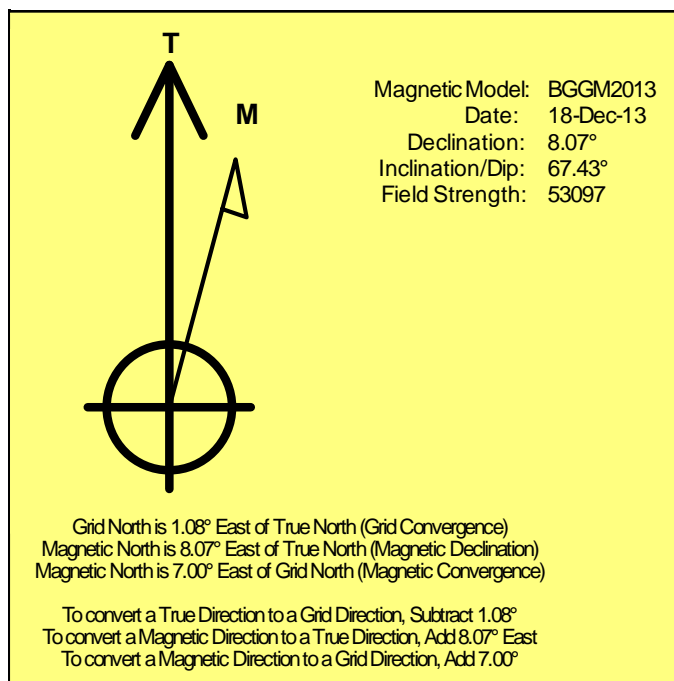 T
M
Magnetic Model: BGGM2013
Date: 18-Dec-13
Declination: 8.07°
Inclination/Dip: 67.43°
Field Strength: 53097
Grid North is 1.08° East of True North (Grid Convergence)
Magnetic North is 8.07° East of True North (Magnetic Declination)
Magnetic North is 7.00° East of Grid North (Magnetic Convergence)
To convert a True Direction to a Grid Direction, Subtract 1.08°
To convert a Magnetic Direction to a True Direction, Add 8.07° East
To convert a Magnetic Direction to a Grid Direction, Add 7.00°